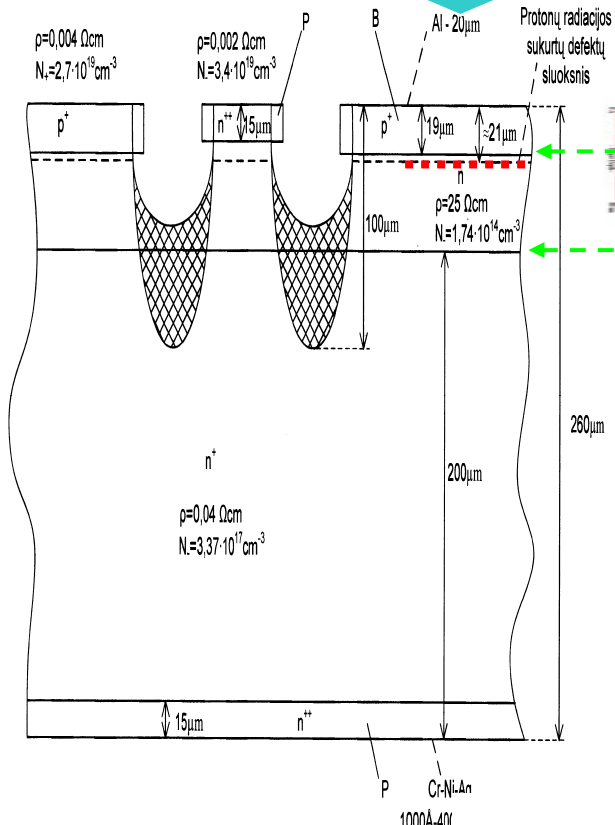 P
B
Al - 20μm
Protonų radiacijos
sukurtų defektų
sluoksnis
ρ=0,004 Ωcm
N₊=2,7·10¹⁹cm⁻³
ρ=0,002 Ωcm
N₋=3,4·10¹⁹cm⁻³
p⁺
n⁺⁺
15μm
p⁺
19μm
≈21μm
n
ρ=25 Ωcm
N₋=1,74·10¹⁴cm⁻³
100μm
260μm
n⁺
200μm
ρ=0,04 Ωcm
N₋=3,37·10¹⁷cm⁻³
15μm
n⁺⁺
P
Cr-Ni-Ag
1000Å-400